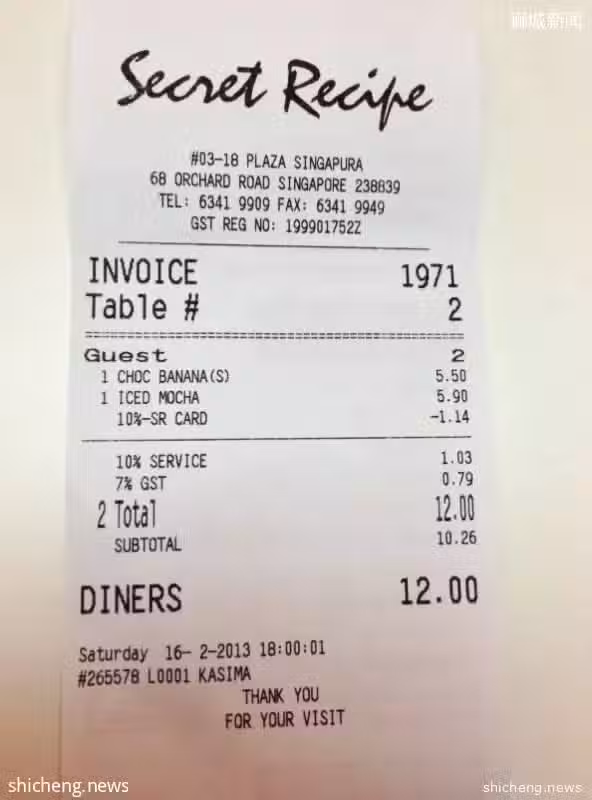 狮城新闻
Secret Recipe
#03-18 PLAZA SINGAPURA
68 ORCHARD ROAD SINGAPORE 238839
TEL: 6341 9909 FAX: 6341 9949
GST REG NO: 199901752Z
INVOICE 1971
Table # 2
Guest 2
1 CHOC BANANA(S) 5.50
1 ICED MOCHA 5.90
10%-SR CARD -1.14
10% SERVICE 1.03
7% GST 0.79
2 Total 12.00
SUBTOTAL 10.26
DINERS 12.00
Saturday 16- 2-2013 18:00:01
#265578 L0001 KASIMA
THANK YOU
FOR YOUR VISIT
shicheng.news
shicheng.news